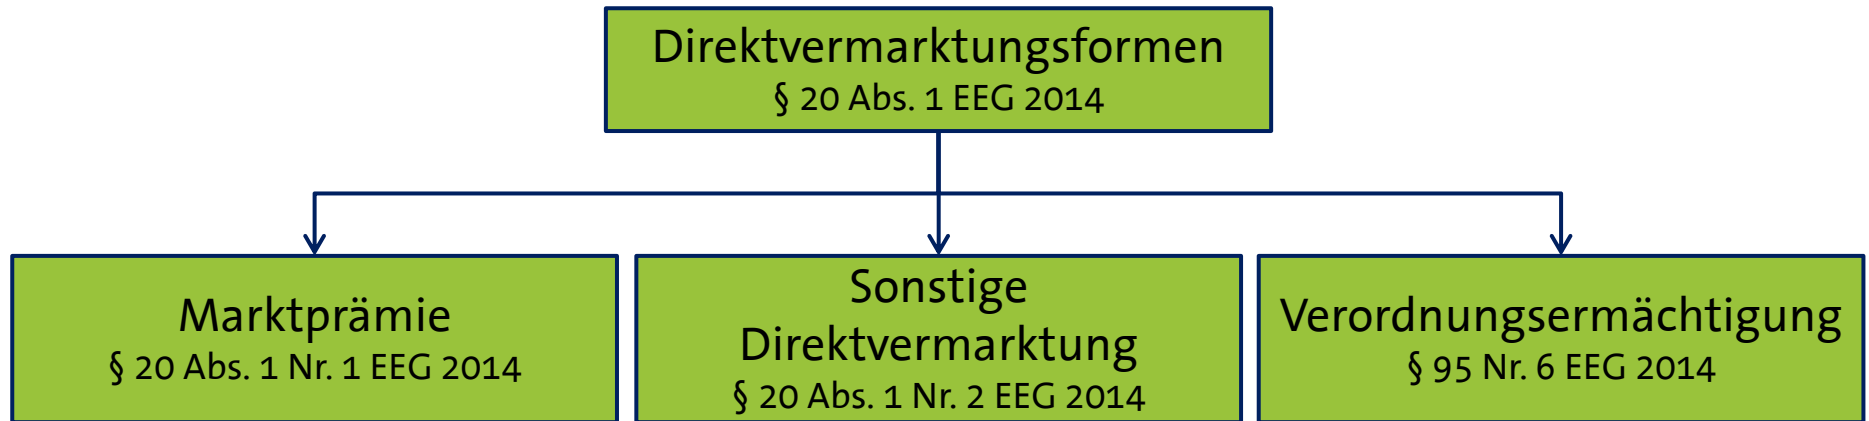 Direktvermarktungsformen
§ 20 Abs. 1 EEG 2014
Marktprämie
§ 20 Abs. 1 Nr. 1 EEG 2014
Sonstige
Direktvermarktung
§ 20 Abs. 1 Nr. 2 EEG 2014
Verordnungsermächtigung
§ 95 Nr. 6 EEG 2014